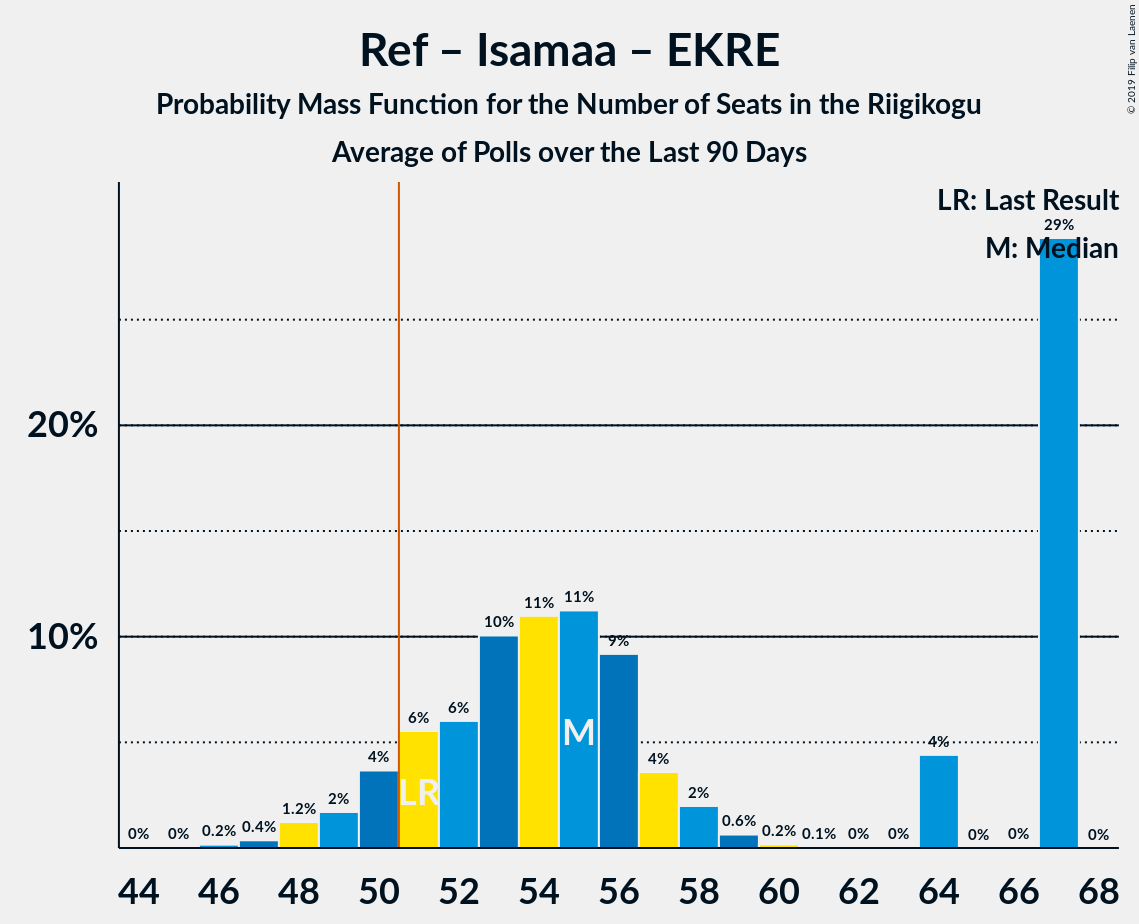 Ref – Isamaa – EKRE
Probability Mass Function for the Number of Seats in the Riigikogu
Average of Polls over the Last 90 Days
© 2019 Filip van Laenen
LR: Last Result
M: Median
20%
10%
0% 0% 0.2% 0.4% 1.2% 2% 4% 6% 6% 10% 11% 11% 9% 4% 2% 0.6% 0.2% 0.1% 0% 0% 4% 0% 0% 29% 0%
LR
M
44 46 48 50 52 54 56 58 60 62 64 66 68